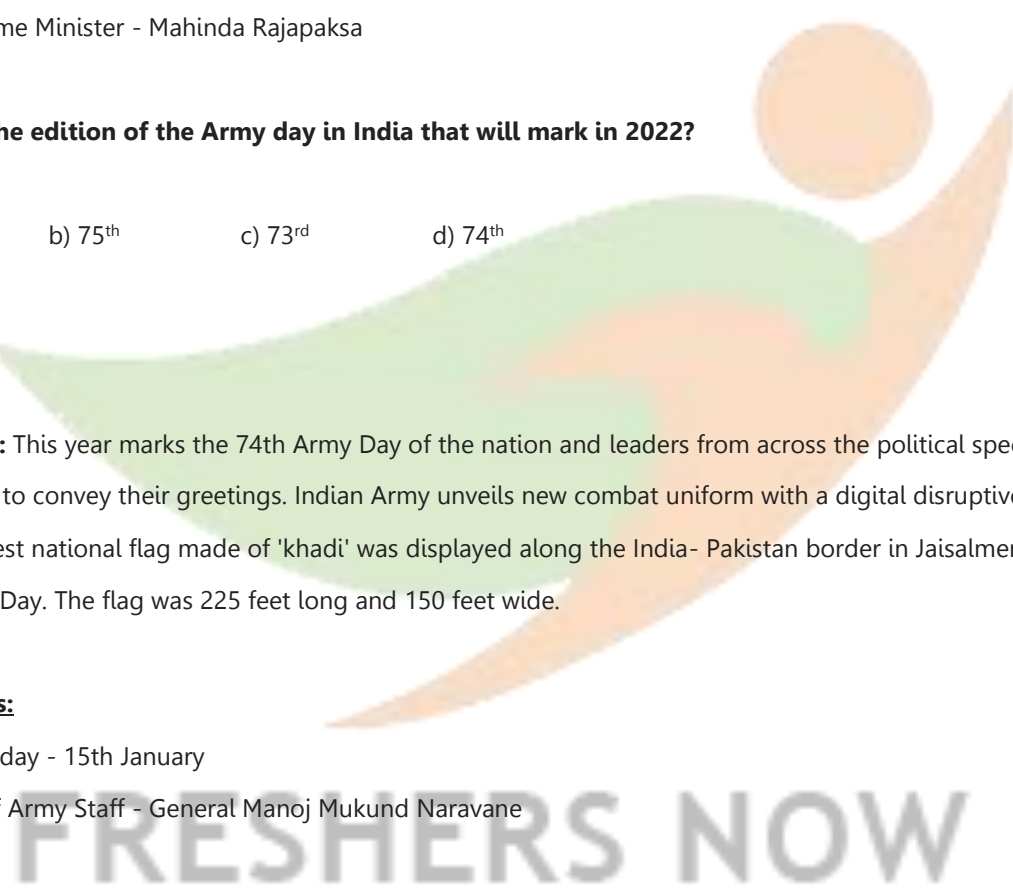 me Minister - Mahinda Rajapaksa
he edition of the Army day in India that will mark in 2022?
b) 75th c) 73rd d) 74th
: This year marks the 74th Army Day of the nation and leaders from across the political spe
to convey their greetings. Indian Army unveils new combat uniform with a digital disruptive
est national flag made of 'khadi' was displayed along the India- Pakistan border in Jaisalmer
Day. The flag was 225 feet long and 150 feet wide.
s:
day - 15th January
f Army Staff - General Manoj Mukund Naravane
FRESHERS NOW